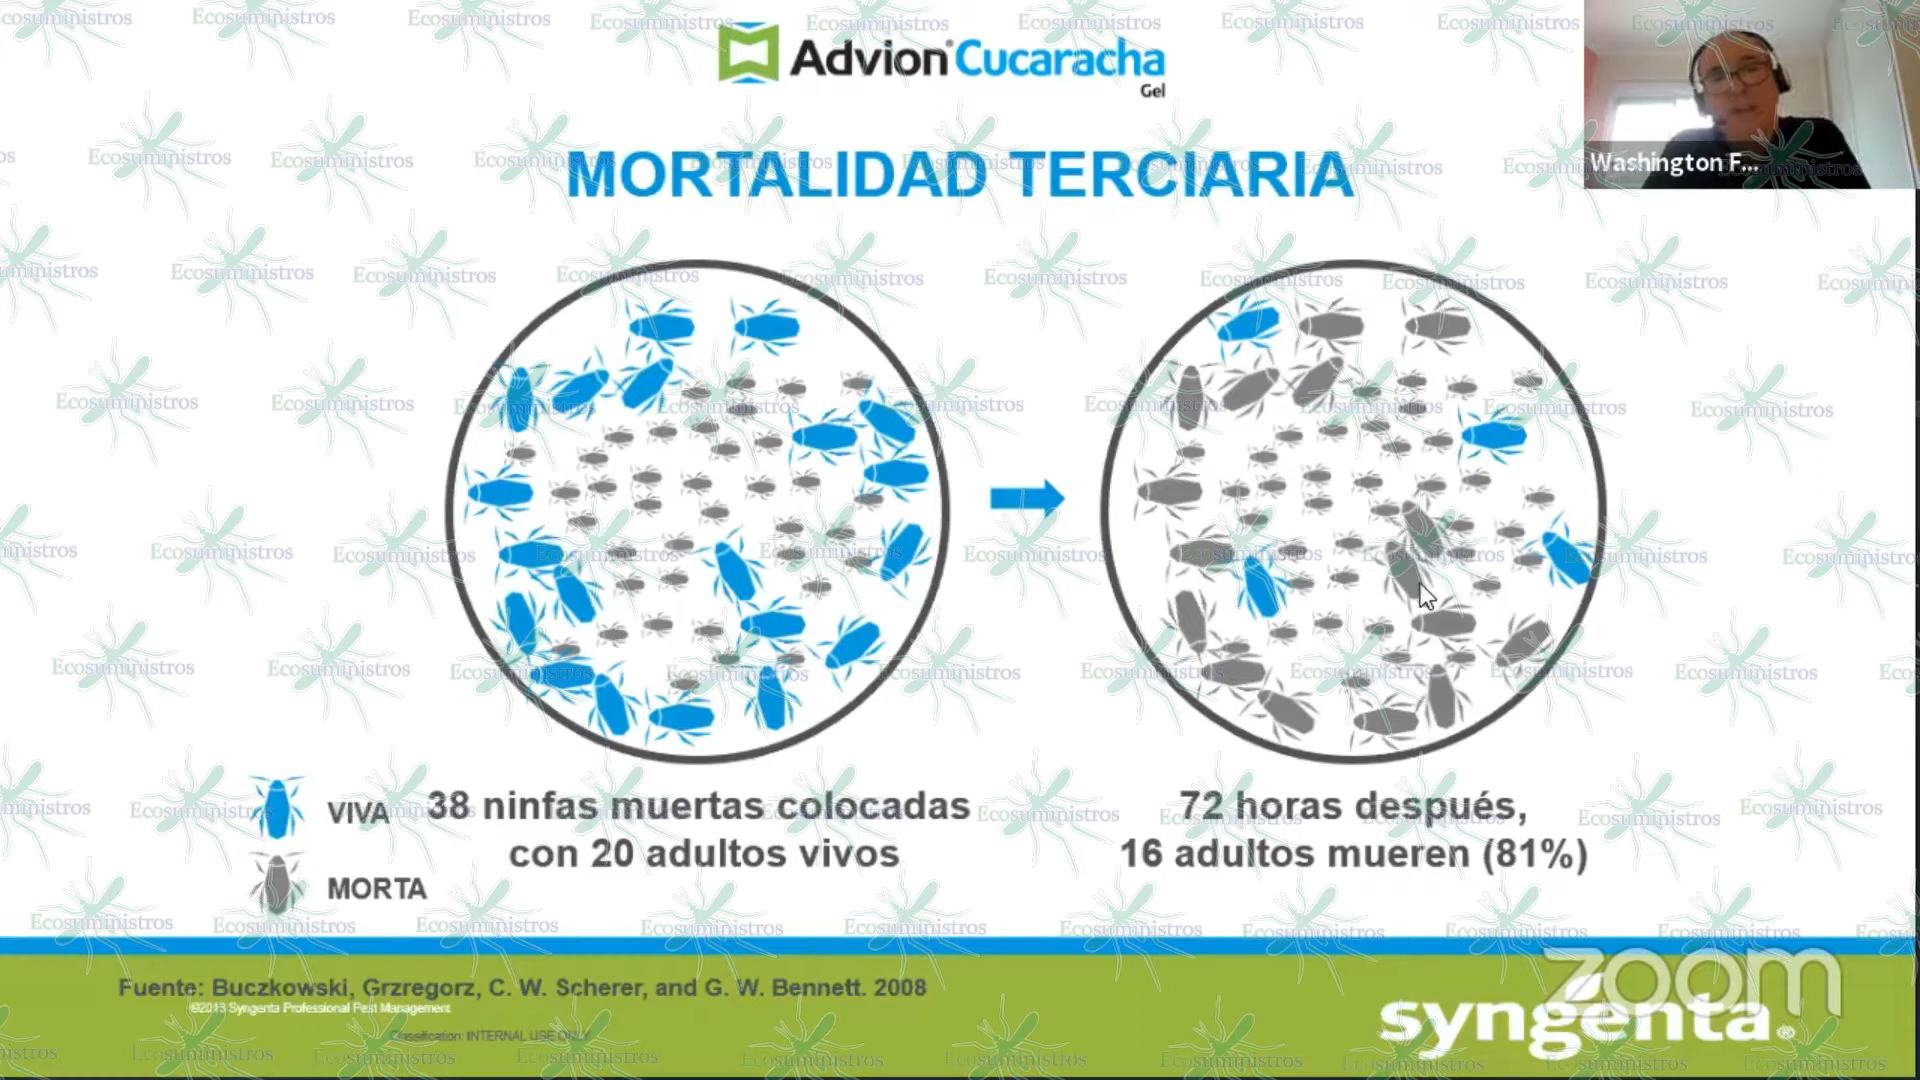 Advion® Cucaracha
Gel
Washington F...
MORTALIDAD TERCIARIA
VIVA
MORTA
38 ninfas muertas colocadas
con 20 adultos vivos
72 horas después,
16 adultos mueren (81%)
Fuente: Buczkowski, Grzregorz, C. W. Scherer, and G. W. Bennett. 2008
©2013 Syngenta Professional Pest Management
Classification: INTERNAL USE ONLY
zoom
syngenta®
Ecosuministros